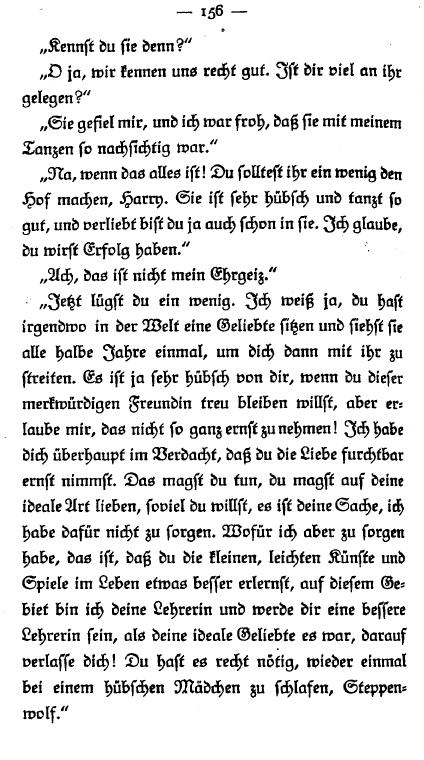 — 156 —
„Kennst du sie denn?“
„O ja, wir kennen uns recht gut. Ist dir viel an ihr
gelegen?“
„Sie gefiel mir, und ich war froh, daß sie mit meinem
Tanzen so nachsichtig war.“
„Na, wenn das alles ist! Du solltest ihr ein wenig den
Hof machen, Harry. Sie ist sehr hübsch und tanzt so
gut, und verliebt bist du ja auch schon in sie. Ich glaube,
du wirst Erfolg haben.“
„Ach, das ist nicht mein Ehrgeiz.“
„Jetzt lügst du ein wenig. Ich weiß ja, du hast
irgendwo in der Welt eine Geliebte sitzen und siehst sie
alle halbe Jahre einmal, um dich dann mit ihr zu
streiten. Es ist ja sehr hübsch von dir, wenn du dieser
merkwürdigen Freundin treu bleiben willst, aber er-
laube mir, das nicht so ganz ernst zu nehmen! Ich habe
dich überhaupt im Verdacht, daß du die Liebe furchtbar
ernst nimmst. Das magst du tun, du magst auf deine
ideale Art lieben, soviel du willst, es ist deine Sache, ich
habe dafür nicht zu sorgen. Wofür ich aber zu sorgen
habe, das ist, daß du die kleinen, leichten Künste und
Spiele im Leben etwas besser erlernst, auf diesem Ge-
biet bin ich deine Lehrerin und werde dir eine bessere
Lehrerin sein, als deine ideale Geliebte es war, darauf
verlasse dich! Du hast es recht nötig, wieder einmal
bei einem hübschen Mädchen zu schlafen, Steppen-
wolf.“